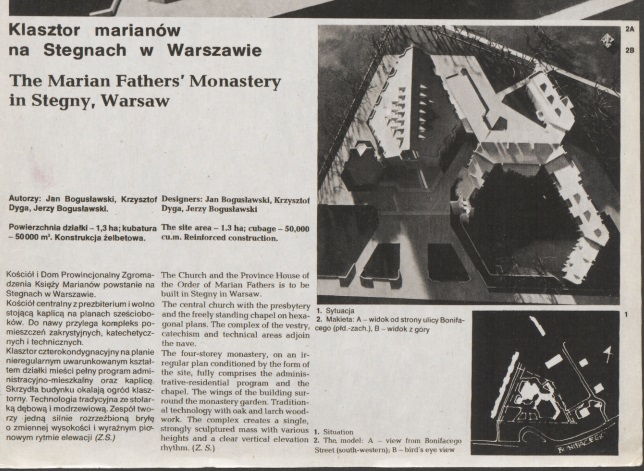 Klasztor marianów
na Stegnach w Warszawie
The Marian Fathers' Monastery
in Stegny, Warsaw
Autorzy: Jan Bogusławski, Krzysztof
Dyga, Jerzy Bogusławski.
Powierzchnia działki – 1,3 ha; kubatura
– 50 000 m³. Konstrukcja żelbetowa.
Designers: Jan Bogusławski, Krzysztof
Dyga, Jerzy Bogusławski
The site area – 1.3 ha; cubage – 50,000
cu.m. Reinforced construction.
Kościół i Dom Prowincjonalny Zgroma-
dzenia Księży Marianów powstanie na
Stegnach w Warszawie.
Kościół centralny z prezbiterium i wolno
stojącą kaplicą na planach sześciobo-
ków. Do nawy przylega kompleks po-
mieszczeń zakrystyjnych, katechetycz-
nych i technicznych.
Klasztor czterokondygnacyjny na planie
nieregularnym uwarunkowanym kształ-
tem działki mieści pełny program admi-
nistracyjno-mieszkalny oraz kaplicę.
Skrzydła budynku okalają ogród klasz-
torny. Technologia tradycyjna ze stolar-
ką dębową i modrzewiową. Zespół two-
rzy jedną silnie rozrzeźbioną bryłę
o zmiennej wysokości i wyraźnym pio-
nowym rytmie elewacji (Z.S.)
The Church and the Province House of
the Order of Marian Fathers is to be
built in Stegny in Warsaw.
The central church with the presbytery
and the freely standing chapel on hexa-
gonal plans. The complex of the vestry,
catechism and technical areas adjoin
the nave.
The four-storey monastery, on an ir-
regular plan conditioned by the form of
the site, fully comprises the adminis-
trative-residential program and the
chapel. The wings of the building sur-
round the monastery garden. Tradition-
al technology with oak and larch wood-
work. The complex creates a single,
strongly sculptured mass with various
heights and a clear vertical elevation
rhythm. (Z. S.)
2A
2B
1. Sytuacja
2. Makieta: A – widok od strony ulicy Bonifa-
cego (płd.-zach.), B – widok z góry
1. Situation
2. The model: A – view from Bonifacego
Street (south-western); B – bird's eye view
1
BONIFACEGO